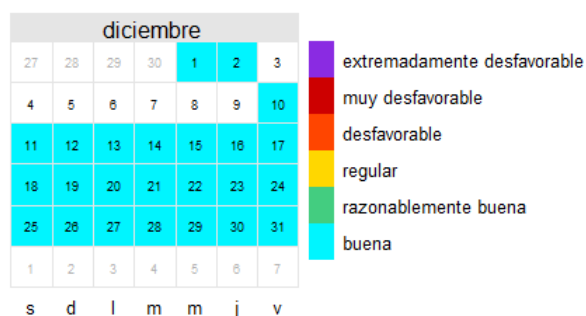 diciembre
27 28 29 30 1 2 3
4 5 6 7 8 9 10
11 12 13 14 15 16 17
18 19 20 21 22 23 24
25 26 27 28 29 30 31
1 2 3 4 5 6 7
s d l m m j v
extremadamente desfavorable
muy desfavorable
desfavorable
regular
razonablemente buena
buena